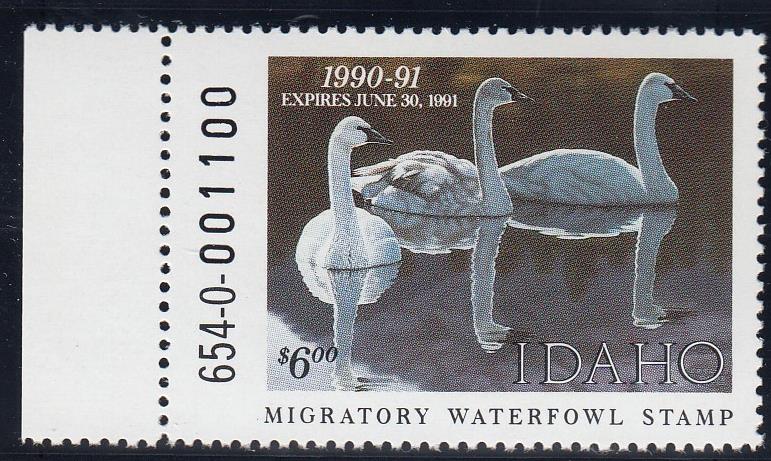 1990-91
EXPIRES JUNE 30, 1991
654-0-001100
$6.00
IDAHO
MIGRATORY WATERFOWL STAMP